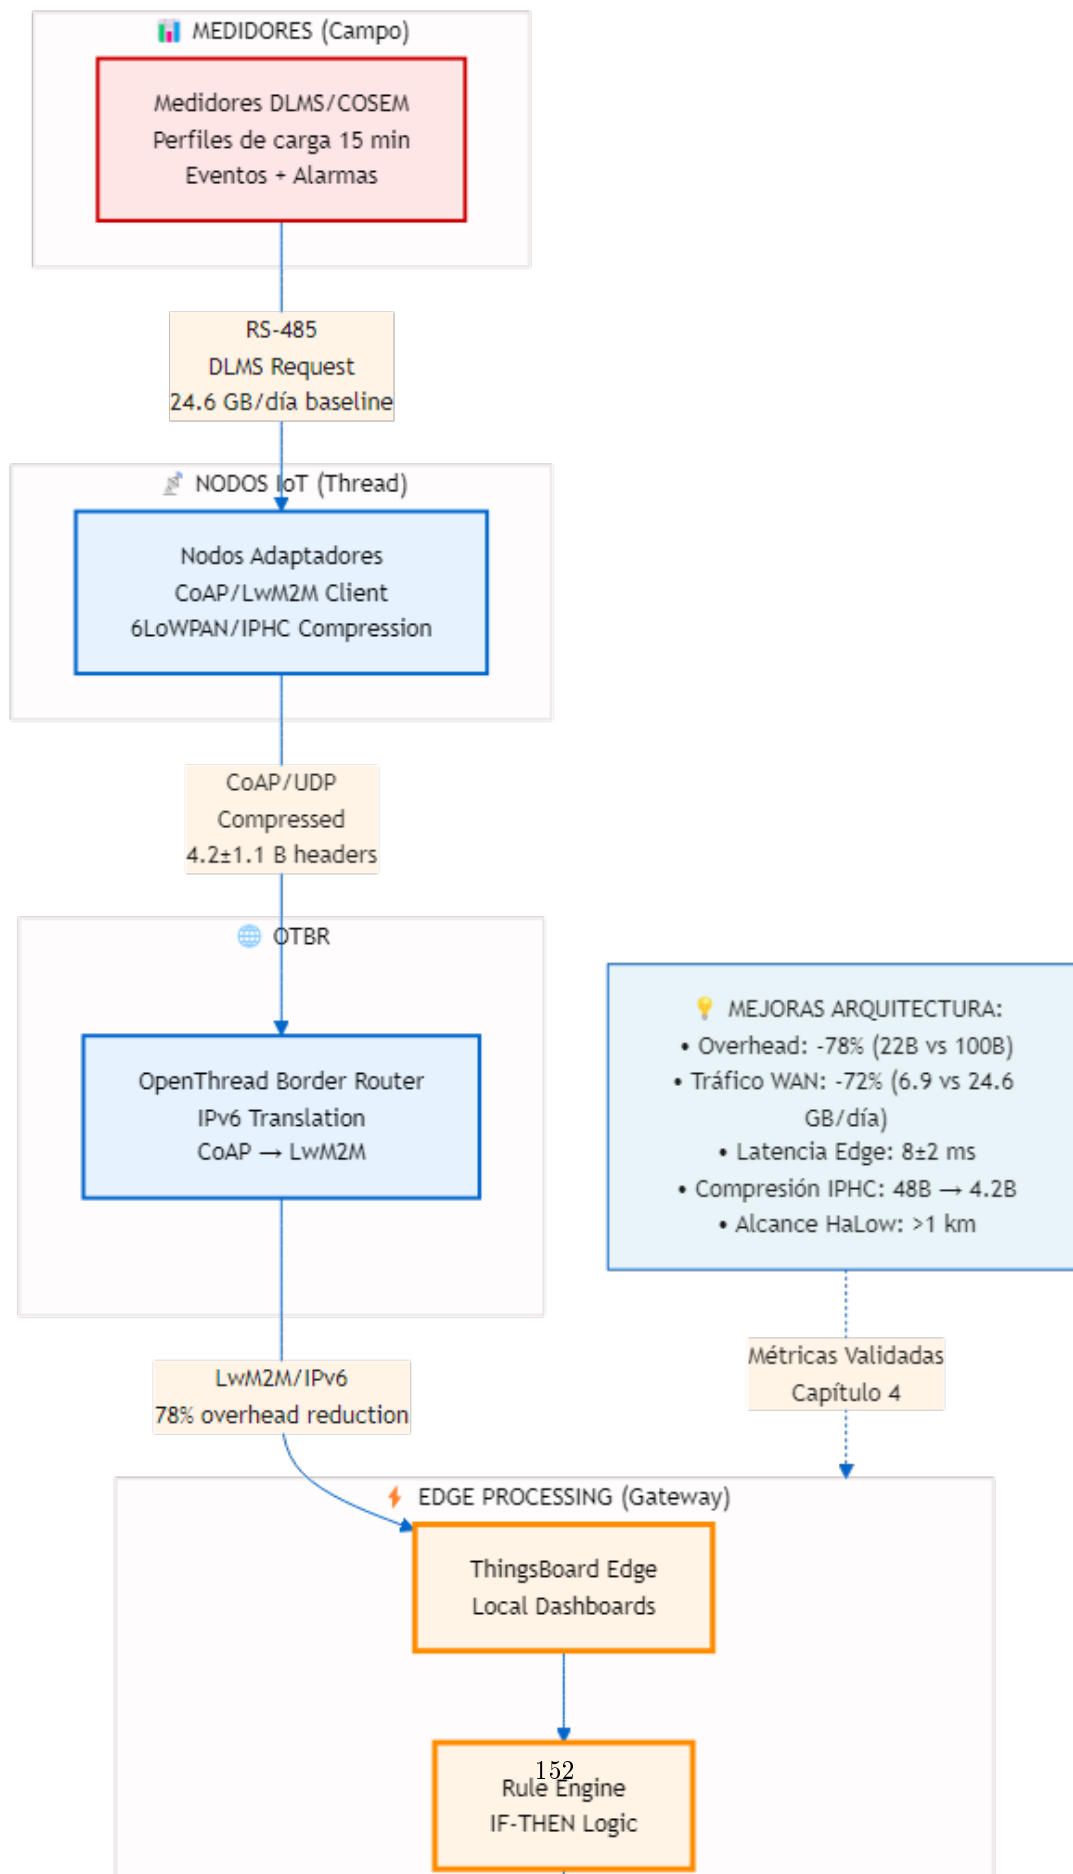 MEDIDORES (Campo)
Medidores DLMS/COSEM
Perfiles de carga 15 min
Eventos + Alarmas
RS-485
DLMS Request
24.6 GB/día baseline
NODOS IoT (Thread)
Nodos Adaptadores
CoAP/LwM2M Client
6LoWPAN/IPHC Compression
CoAP/UDP
Compressed
4.2±1.1 B headers
OTBR
OpenThread Border Router
IPv6 Translation
CoAP → LwM2M
MEJORAS ARQUITECTURA:
• Overhead: -78% (22B vs 100B)
• Tráfico WAN: -72% (6.9 vs 24.6
GB/día)
• Latencia Edge: 8±2 ms
• Compresión IPHC: 48B → 4.2B
• Alcance HaLow: >1 km
LwM2M/IPv6
78% overhead reduction
Métricas Validadas
Capítulo 4
EDGE PROCESSING (Gateway)
ThingsBoard Edge
Local Dashboards
152
Rule Engine
IF-THEN Logic